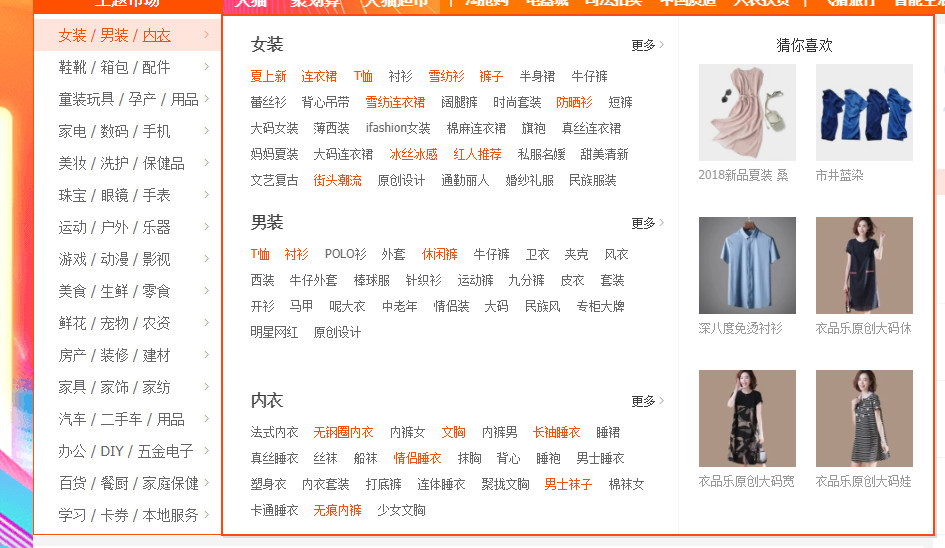 主题市场
天猫 聚划算 天猫超市 | 司法拍卖 中国质造 兴农扶贫 | 飞猪旅行
女装 / 男装 / 内衣
鞋靴 / 箱包 / 配件
童装玩具 / 孕产 / 用品
家电 / 数码 / 手机
美妆 / 洗护 / 保健品
珠宝 / 眼镜 / 手表
运动 / 户外 / 乐器
游戏 / 动漫 / 影视
美食 / 生鲜 / 零食
鲜花 / 宠物 / 农资
房产 / 装修 / 建材
家具 / 家饰 / 家纺
汽车 / 二手车 / 用品
办公 / DIY / 五金电子
百货 / 餐厨 / 家庭保健
学习 / 卡券 / 本地服务
女装 更多
夏上新 连衣裙 T恤 衬衫 雪纺衫 裤子 半身裙 牛仔裤
蕾丝衫 背心吊带 雪纺连衣裙 阔腿裤 时尚套装 防晒衫 短裤
大码女装 薄西装 ifashion女装 棉麻连衣裙 旗袍 真丝连衣裙
妈妈夏装 大码连衣裙 冰丝冰感 红人推荐 私服名媛 甜美清新
文艺复古 街头潮流 原创设计 通勤丽人 婚纱礼服 民族服装
男装 更多
T恤 衬衫 POLO衫 外套 休闲裤 牛仔裤 卫衣 夹克 风衣
西装 牛仔外套 棒球服 针织衫 运动裤 九分裤 皮衣 套装
开衫 马甲 呢大衣 中老年 情侣装 大码 民族风 专柜大牌
明星网红 原创设计
内衣 更多
法式内衣 无钢圈内衣 内裤女 文胸 内裤男 长袖睡衣 睡裙
真丝睡衣 丝袜 船袜 情侣睡衣 抹胸 背心 睡袍 男士睡衣
塑身衣 内衣套装 打底裤 连体睡衣 聚拢文胸 男士袜子 棉袜女
卡通睡衣 无痕内裤 少女文胸
猜你喜欢
2018新品夏装 桑
市井蓝染
深八度免烫衬衫
衣品乐原创大码休
衣品乐原创大码宽
衣品乐原创大码娃